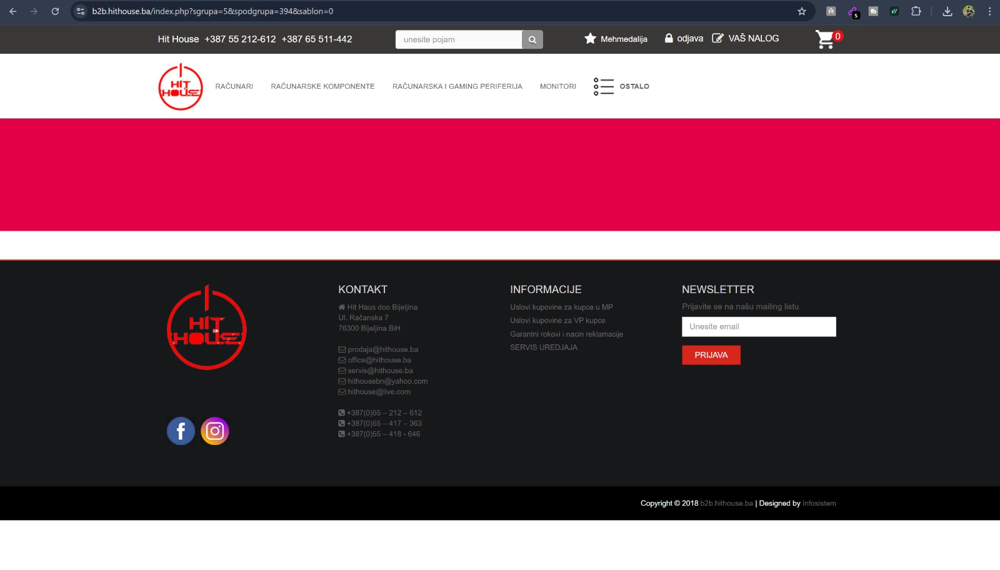 b2b.hithouse.ba/index.php?sgrupa=5&spodgrupa=394&sablon=0
5
Hit House +387 55 212-612 +387 65 511-442
unesite pojam
Mehmedalija
odjava
VAŠ NALOG
0
HIT
HOUSE
RAČUNARI
RAČUNARSKE KOMPONENTE
RAČUNARSKA I GAMING PERIFERIJA
MONITORI
OSTALO
HIT
HOUSE
KONTAKT
Hit Haus doo Bijeljina
Ul. Račanska 7
76300 Bijeljina BiH
prodaja@hithouse.ba
office@hithouse.ba
servis@hithouse.ba
hithousebn@yahoo.com
hithouse@live.com
+387(0)55 – 212 – 612
+387(0)55 – 417 – 363
+387(0)55 – 418 - 646
INFORMACIJE
Uslovi kupovine za kupce u MP
Uslovi kupovine za VP kupce
Garantni rokovi i nacin reklamacije
SERVIS UREDJAJA
NEWSLETTER
Prijavite se na našu mailing listu
Unesite email
PRIJAVA
Copyright © 2018 b2b.hithouse.ba | Designed by Infosistem